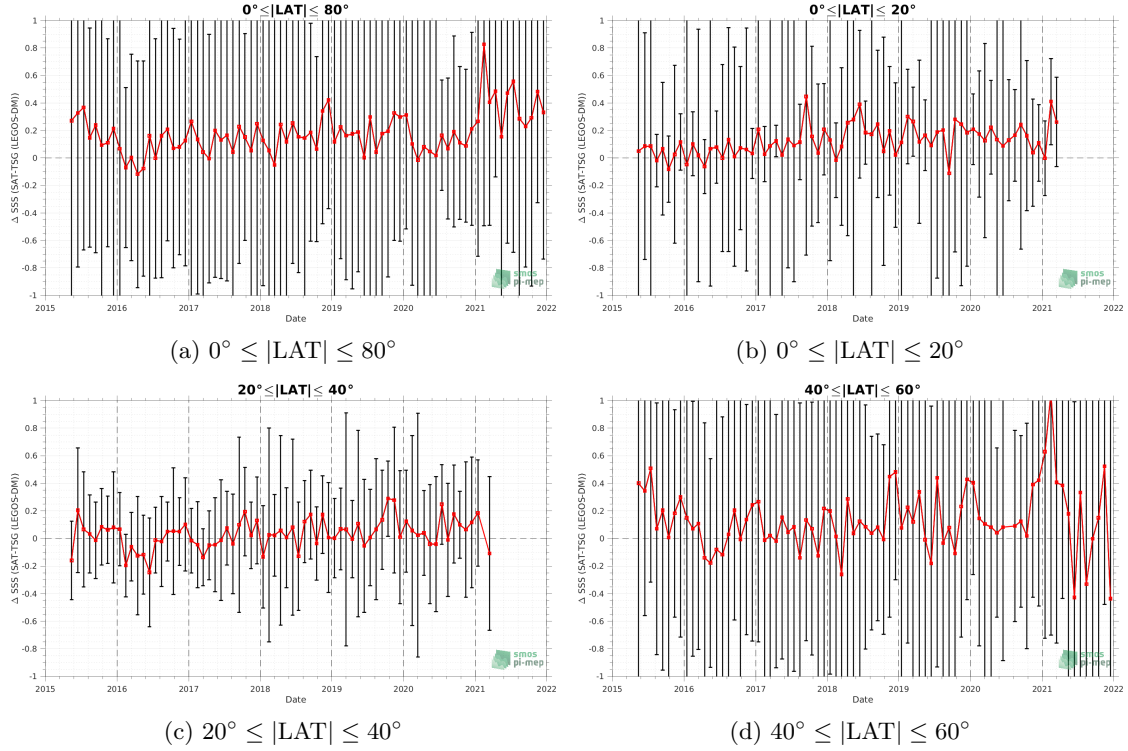 0°≤|LAT|≤ 80°
Δ SSS (SAT-TSG (LEGOS-DM))
1
0.8
0.6
0.4
0.2
0
-0.2
-0.4
-0.6
-0.8
-1
2015 2016 2017 2018 2019 2020 2021 2022
Date
smos
pi-mep
(a) 0° ≤ |LAT| ≤ 80°
0°≤|LAT|≤ 20°
Δ SSS (SAT-TSG (LEGOS-DM))
1
0.8
0.6
0.4
0.2
0
-0.2
-0.4
-0.6
-0.8
-1
2015 2016 2017 2018 2019 2020 2021 2022
Date
smos
pi-mep
(b) 0° ≤ |LAT| ≤ 20°
20°≤|LAT|≤ 40°
Δ SSS (SAT-TSG (LEGOS-DM))
1
0.8
0.6
0.4
0.2
0
-0.2
-0.4
-0.6
-0.8
-1
2015 2016 2017 2018 2019 2020 2021 2022
Date
smos
pi-mep
(c) 20° ≤ |LAT| ≤ 40°
40°≤|LAT|≤ 60°
Δ SSS (SAT-TSG (LEGOS-DM))
1
0.8
0.6
0.4
0.2
0
-0.2
-0.4
-0.6
-0.8
-1
2015 2016 2017 2018 2019 2020 2021 2022
Date
smos
pi-mep
(d) 40° ≤ |LAT| ≤ 60°